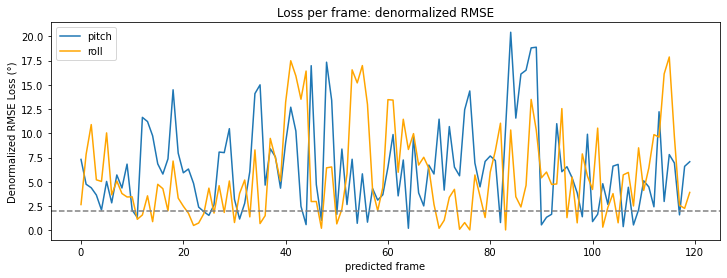 Loss per frame: denormalized RMSE
pitch
roll
Denormalized RMSE Loss (°)
20.0
17.5
15.0
12.5
10.0
7.5
5.0
2.5
0.0
0 20 40 60 80 100 120
predicted frame